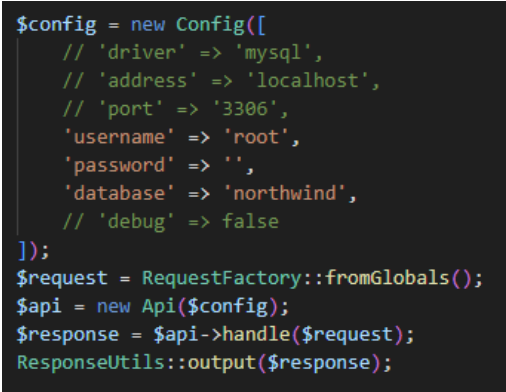 $config = new Config([
    // 'driver' => 'mysql',
    // 'address' => 'localhost',
    // 'port' => '3306',
    'username' => 'root',
    'password' => '',
    'database' => 'northwind',
    // 'debug' => false
]);
$request = RequestFactory::fromGlobals();
$api = new Api($config);
$response = $api->handle($request);
ResponseUtils::output($response);